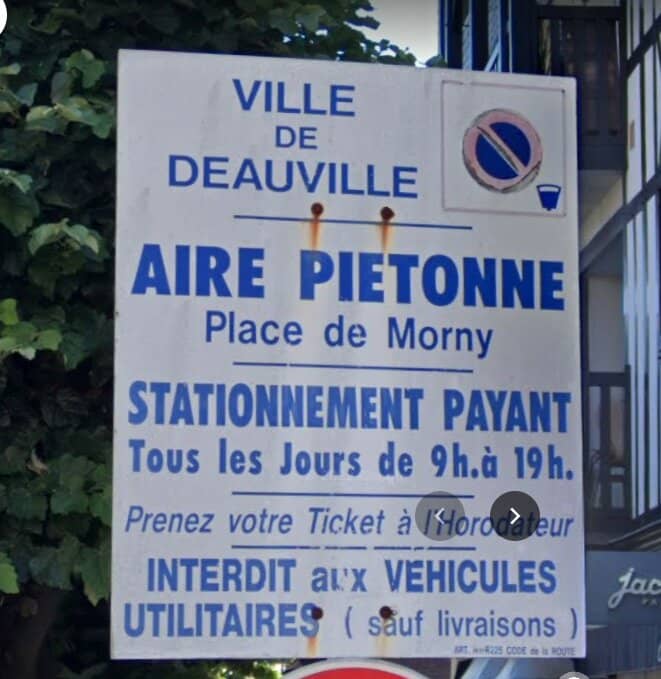 VILLE
DE
DEAUVILLE
AIRE PIETONNE
Place de Morny
STATIONNEMENT PAYANT
Tous les Jours de 9h.à 19h.
Prenez votre Ticket à l'Horodateur
INTERDIT aux VÉHICULES
UTILITAIRES ( sauf livraisons )
CODE de la ROUTE